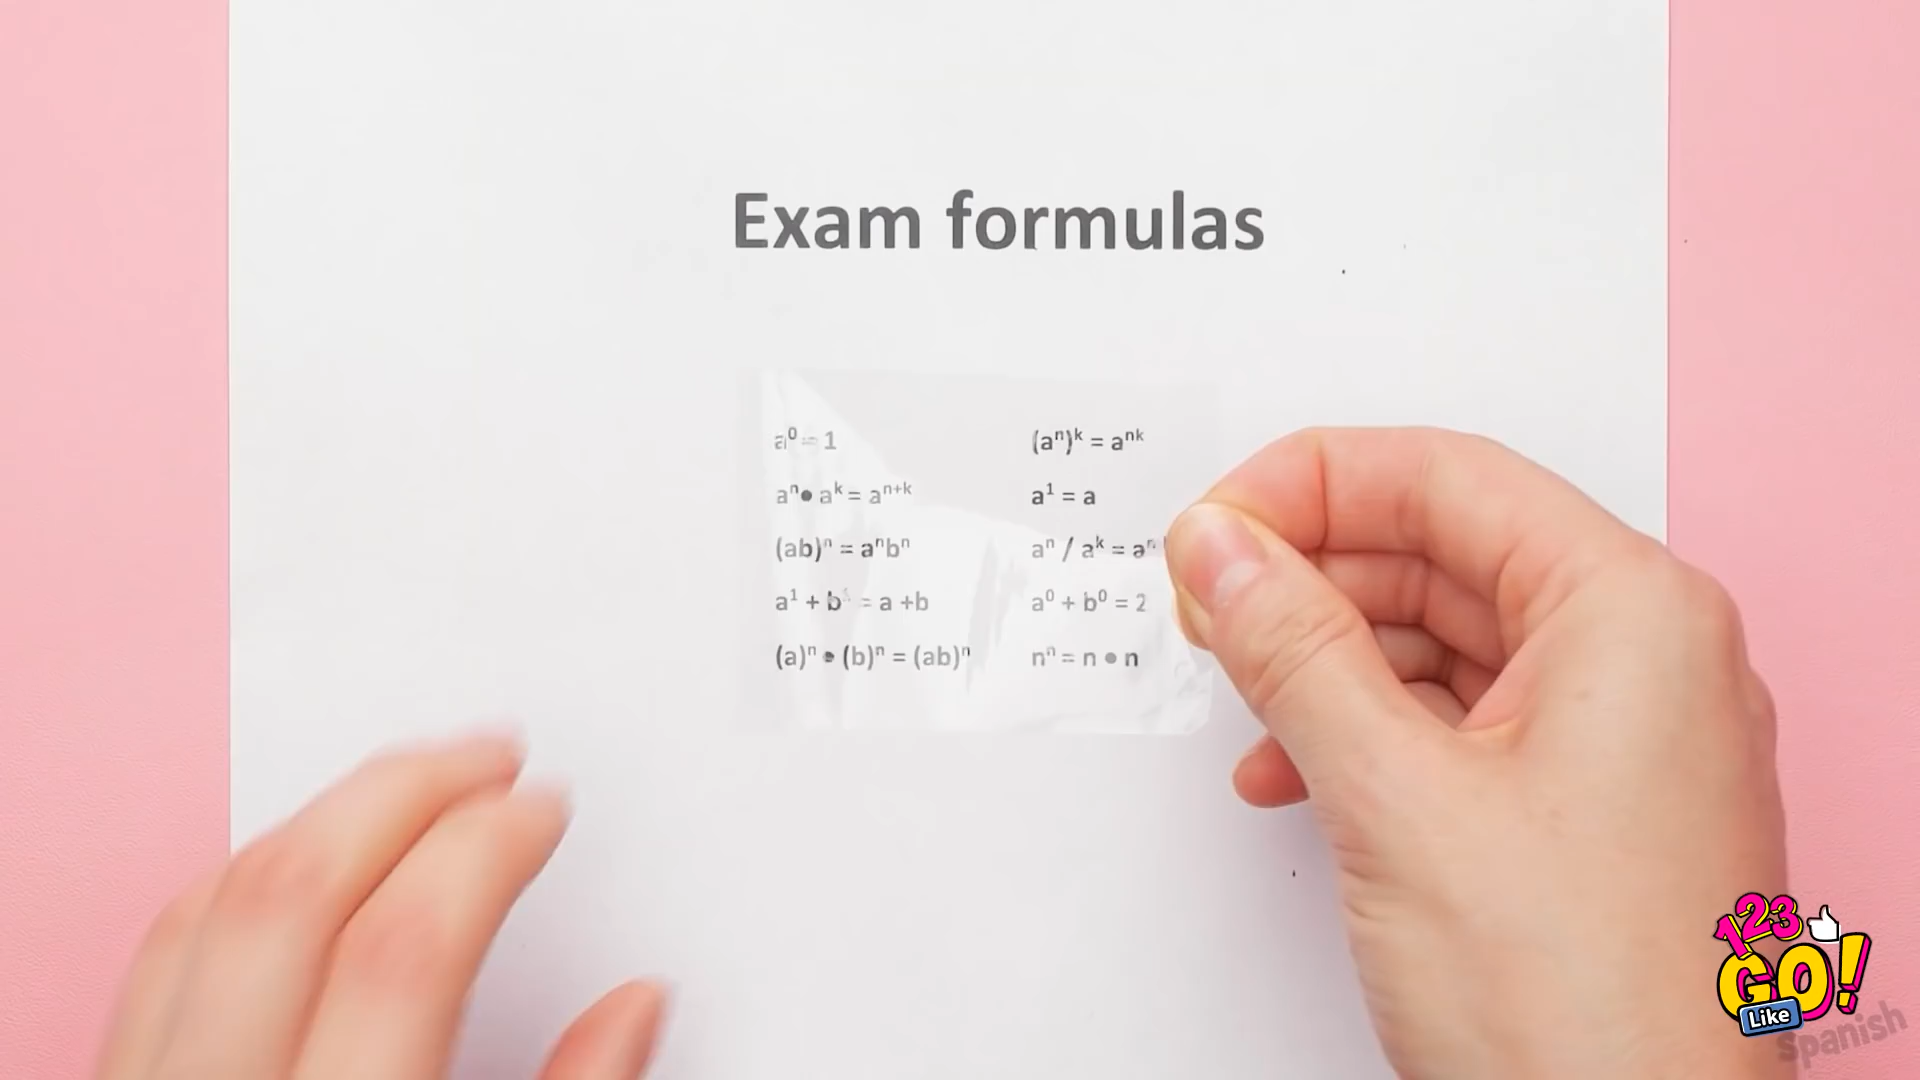 Exam formulas
a⁰ = 1
aⁿ• aᵏ = aⁿ⁺ᵏ
(ab)ⁿ = aⁿbⁿ
a¹ + b = a +b
(a)ⁿ • (b)ⁿ = (ab)ⁿ
(aⁿ)ᵏ = aⁿᵏ
a¹ = a
aⁿ / aᵏ = aⁿ
a⁰ + b⁰ = 2
nⁿ = n • n
123
GO!
Like
Spanish